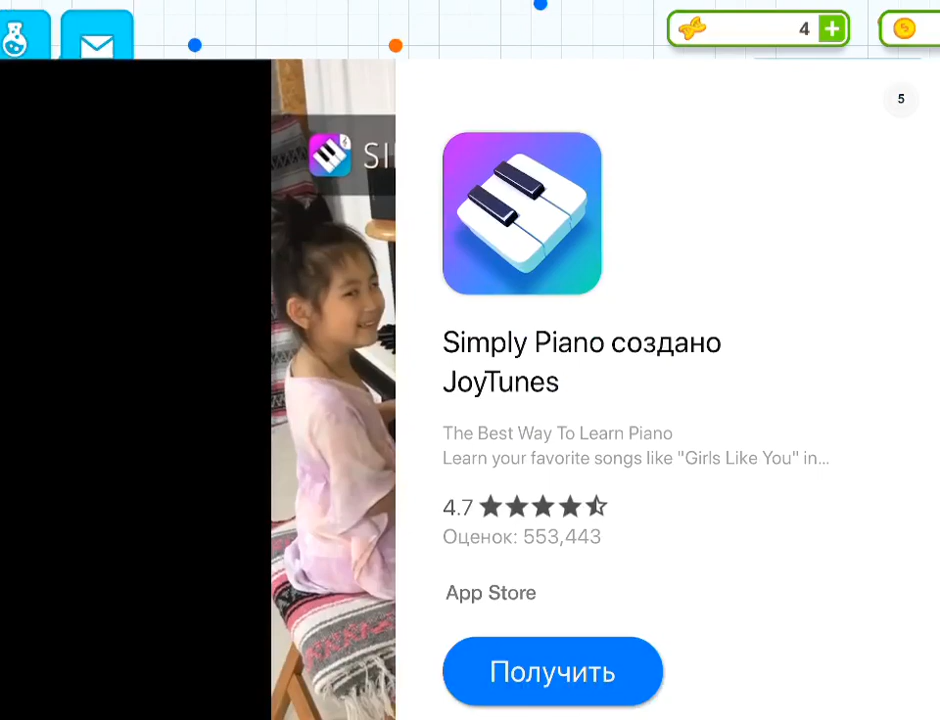 4
5
SI
Simply Piano создано
JoyTunes
The Best Way To Learn Piano
Learn your favorite songs like "Girls Like You" in...
4.7
Оценок: 553,443
App Store
Получить